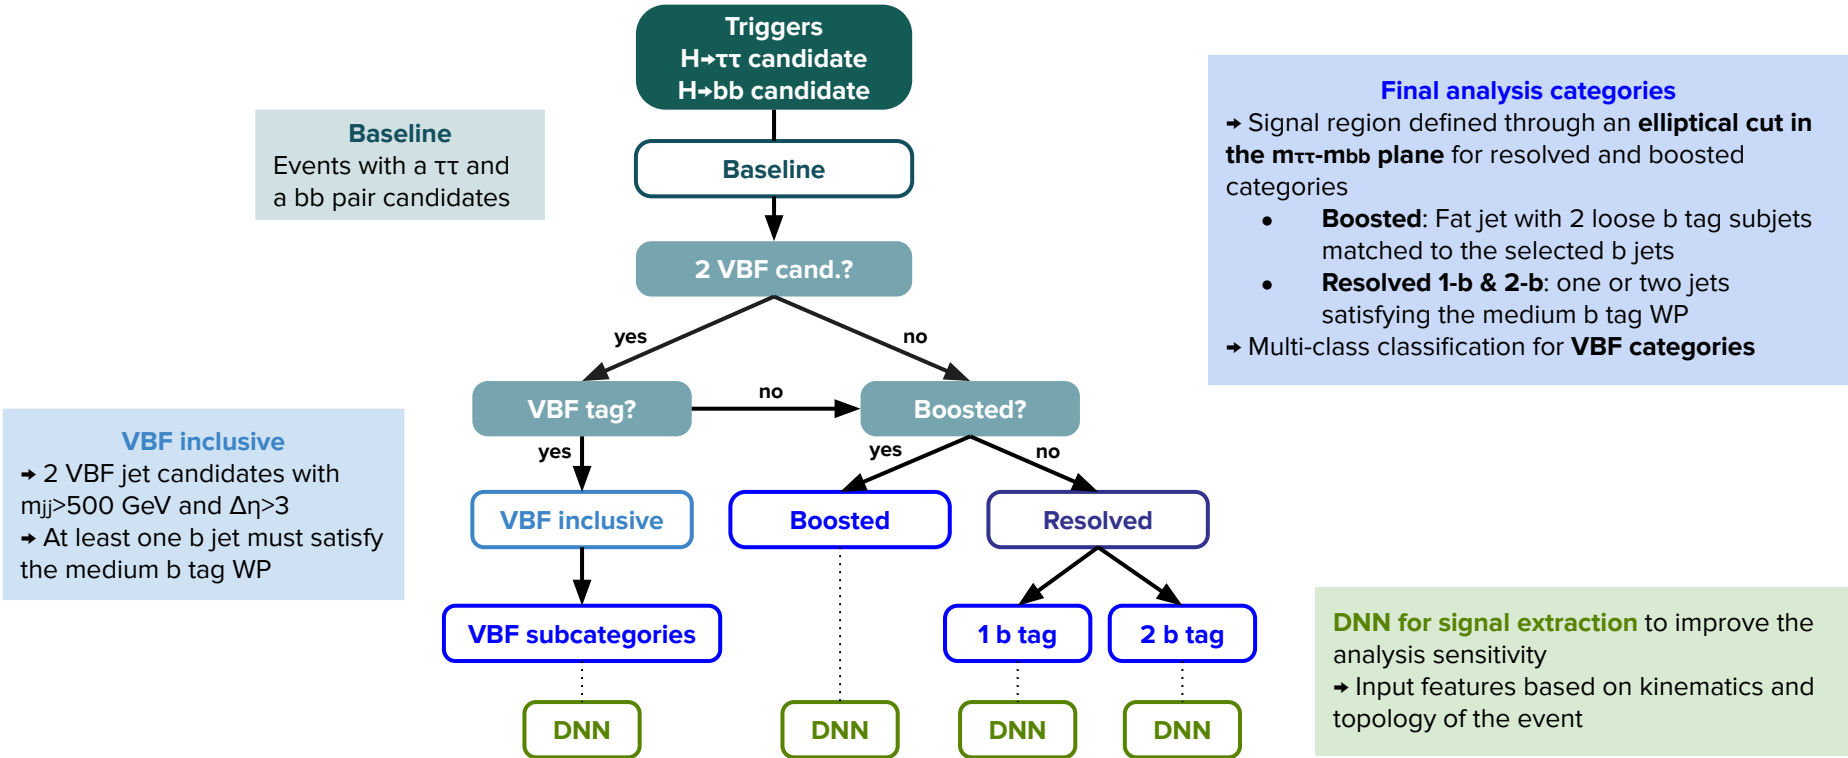 Triggers
H→ττ candidate
H→bb candidate
Baseline
Events with a ττ and
a bb pair candidates
Baseline
2 VBF cand.?
yes
no
VBF tag?
no
Boosted?
yes
yes
no
VBF inclusive
Boosted
Resolved
VBF subcategories
1 b tag
2 b tag
DNN
DNN
DNN
DNN
VBF inclusive
→ 2 VBF jet candidates with
mjj>500 GeV and Δη>3
→ At least one b jet must satisfy
the medium b tag WP
Final analysis categories
→ Signal region defined through an elliptical cut in
the mττ-mbb plane for resolved and boosted
categories
● Boosted: Fat jet with 2 loose b tag subjets
matched to the selected b jets
● Resolved 1-b & 2-b: one or two jets
satisfying the medium b tag WP
→ Multi-class classification for VBF categories
DNN for signal extraction to improve the
analysis sensitivity
→ Input features based on kinematics and
topology of the event